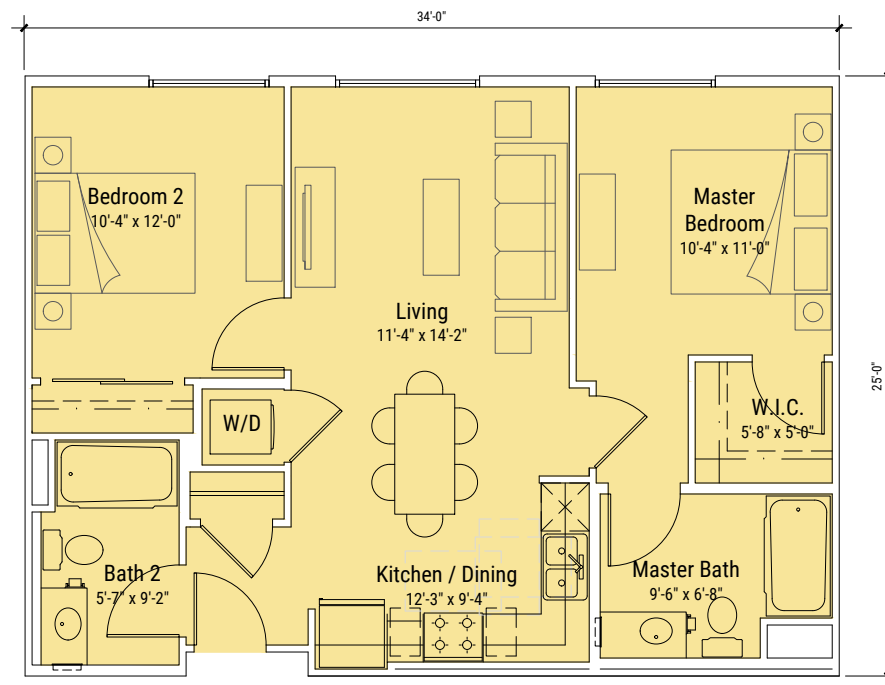 34'-0"
Bedroom 2
10'-4" x 12'-0"
Master
Bedroom
10'-4" x 11'-0"
Living
11'-4" x 14'-2"
25'-0"
W.I.C.
5'-8" x 5'-0"
W/D
Bath 2
5'-7" x 9'-2"
Kitchen / Dining
12'-3" x 9'-4"
Master Bath
9'-6" x 6'-8"